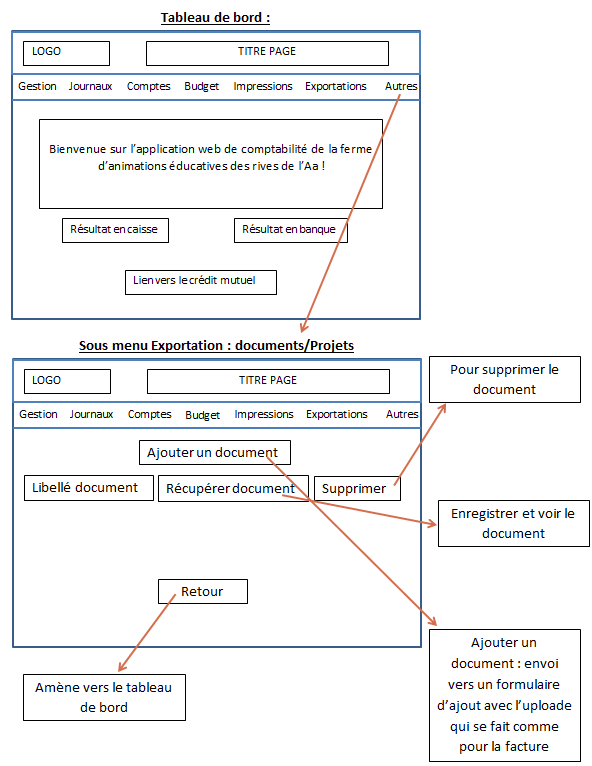 Tableau de bord :
LOGO
TITRE PAGE
Gestion Journaux Comptes Budget Impressions Exportations Autres
Bienvenue sur l'application web de comptabilité de la ferme
d'animations éducatives des rives de l'Aa !
Résultat en caisse
Résultat en banque
Lien vers le crédit mutuel
Sous menu Exportation : documents/Projets
LOGO
TITRE PAGE
Gestion Journaux Comptes Budget Impressions Exportations Autres
Ajouter un document
Libellé document
Récupérer document
Supprimer
Retour
Pour supprimer le
document
Enregistrer et voir le
document
Ajouter un
document : envoi
vers un formulaire
d'ajout avec l'uploade
qui se fait comme
pour la facture
Amène vers le tableau
de bord